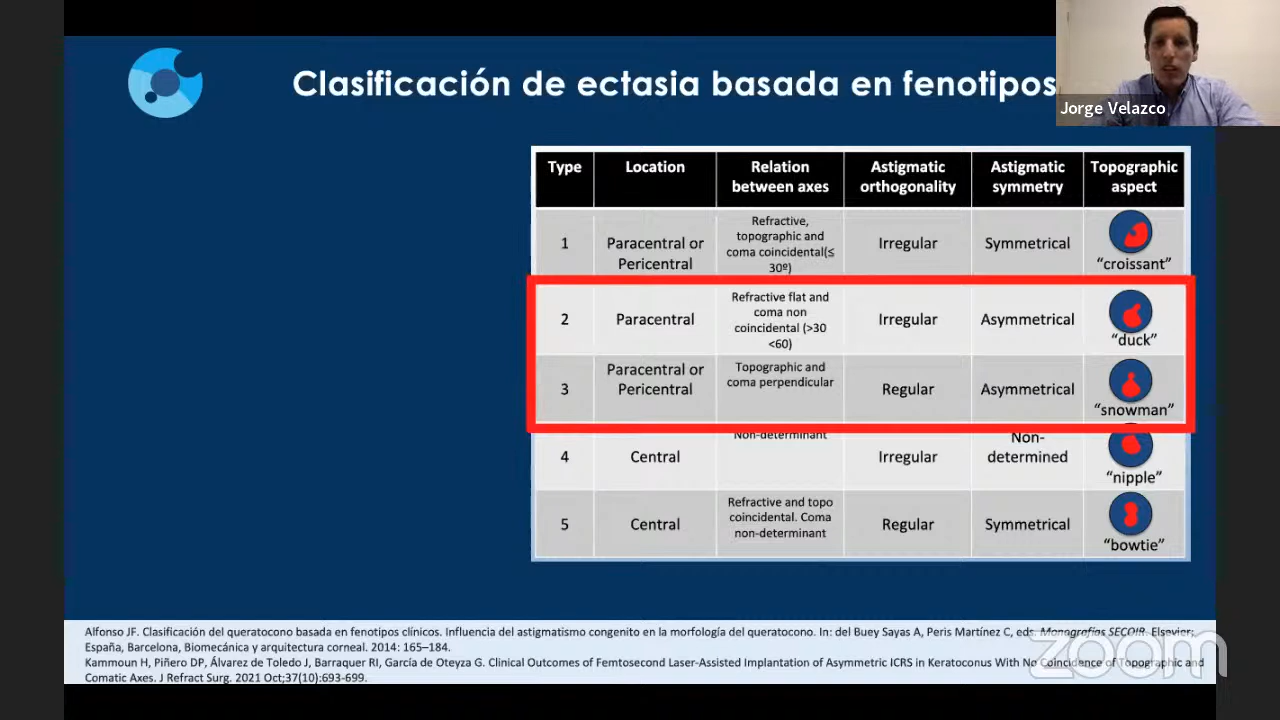 Clasificación de ectasia basada en fenotipos
Jorge Velazco
Type
Location
Relation
between axes
Astigmatic
orthogonality
Astigmatic
symmetry
Topographic
aspect
1
Paracentral or
Pericentral
Refractive,
topographic and
coma coincidental(≤
30º)
Irregular
Symmetrical
“croissant”
2
Paracentral
Refractive flat and
coma non
coincidental (>30
<60)
Irregular
Asymmetrical
“duck”
3
Paracentral or
Pericentral
Topographic and
coma perpendicular
Regular
Asymmetrical
“snowman”
4
Central
Non-determinant
Irregular
Non-
determined
“nipple”
5
Central
Refractive and topo
coincidental. Coma
non-determinant
Regular
Symmetrical
“bowtie”
Alfonso JF. Clasificación del queratocono basada en fenotipos clínicos. Influencia del astigmatismo congenito en la morfología del queratocono. In: del Buey Sayas A, Peris Martínez C, eds. Monografías SECOIR. Elsevier;
España, Barcelona, Biomecánica y arquitectura corneal. 2014: 165–184.
Kammoun H, Piñero DP, Álvarez de Toledo J, Barraquer RI, García de Oteyza G. Clinical Outcomes of Femtosecond Laser-Assisted Implantation of Asymmetric ICRS in Keratoconus With No Coincidence of Topographic and
Comatic Axes. J Refract Surg. 2021 Oct;37(10):693-699.
zoom